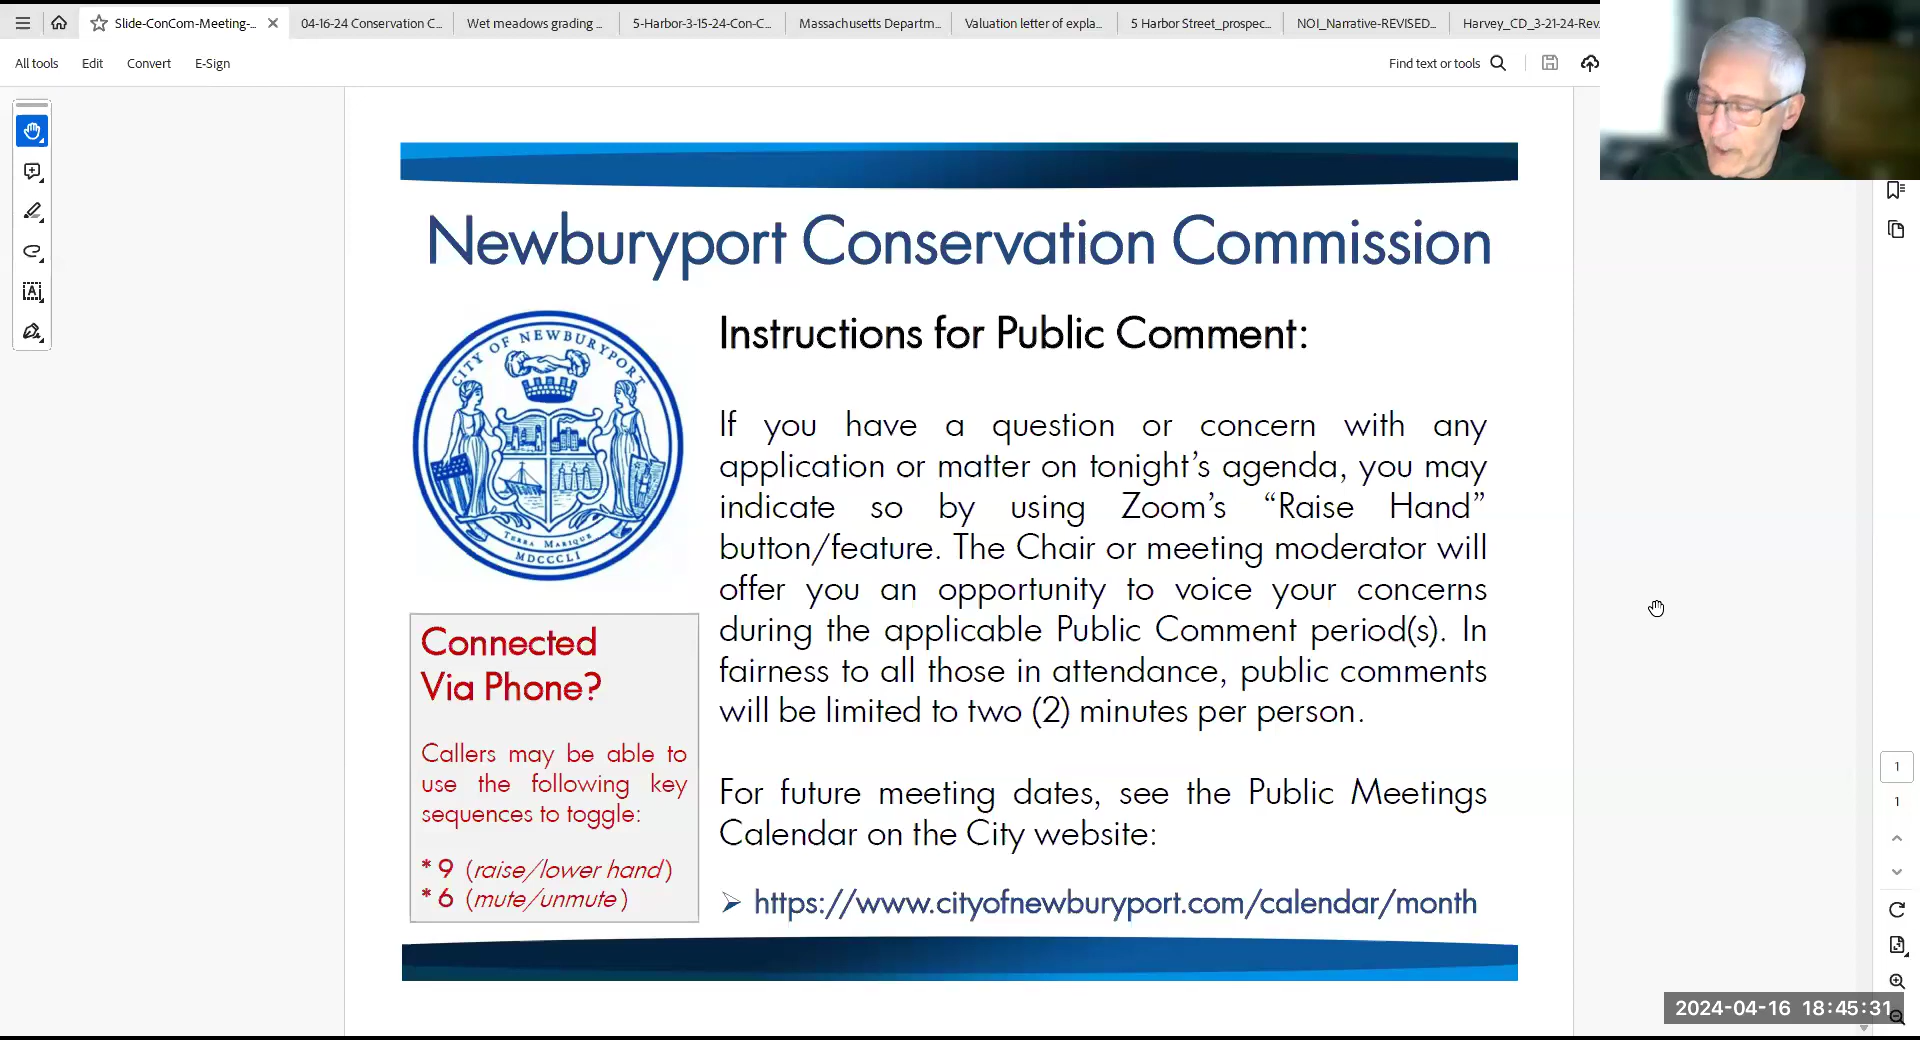 Slide-ConCom-Meeting-...
04-16-24 Conservation C...
Wet meadows grading ...
5-Harbor-3-15-24-Con-C...
Massachusetts Departm...
Valuation letter of expla...
5 Harbor Street_prospec...
NOI_Narrative-REVISED...
Harvey_CD_3-21-24-Rev.
All tools
Edit
Convert
E-Sign
Find text or tools
Newburyport Conservation Commission
CITY OF NEWBURYPORT
TERRA MARIQUE
MDCCCLI
Instructions for Public Comment:
If you have a question or concern with any
application or matter on tonight's agenda, you may
indicate so by using Zoom's “Raise Hand”
button/feature. The Chair or meeting moderator will
offer you an opportunity to voice your concerns
during the applicable Public Comment period(s). In
fairness to all those in attendance, public comments
will be limited to two (2) minutes per person.
For future meeting dates, see the Public Meetings
Calendar on the City website:
https://www.cityofnewburyport.com/calendar/month
Connected
Via Phone?
Callers may be able to
use the following key
sequences to toggle:
* 9 (raise/lower hand)
* 6 (mute/unmute)
1
1
2024-04-16 18:45:31